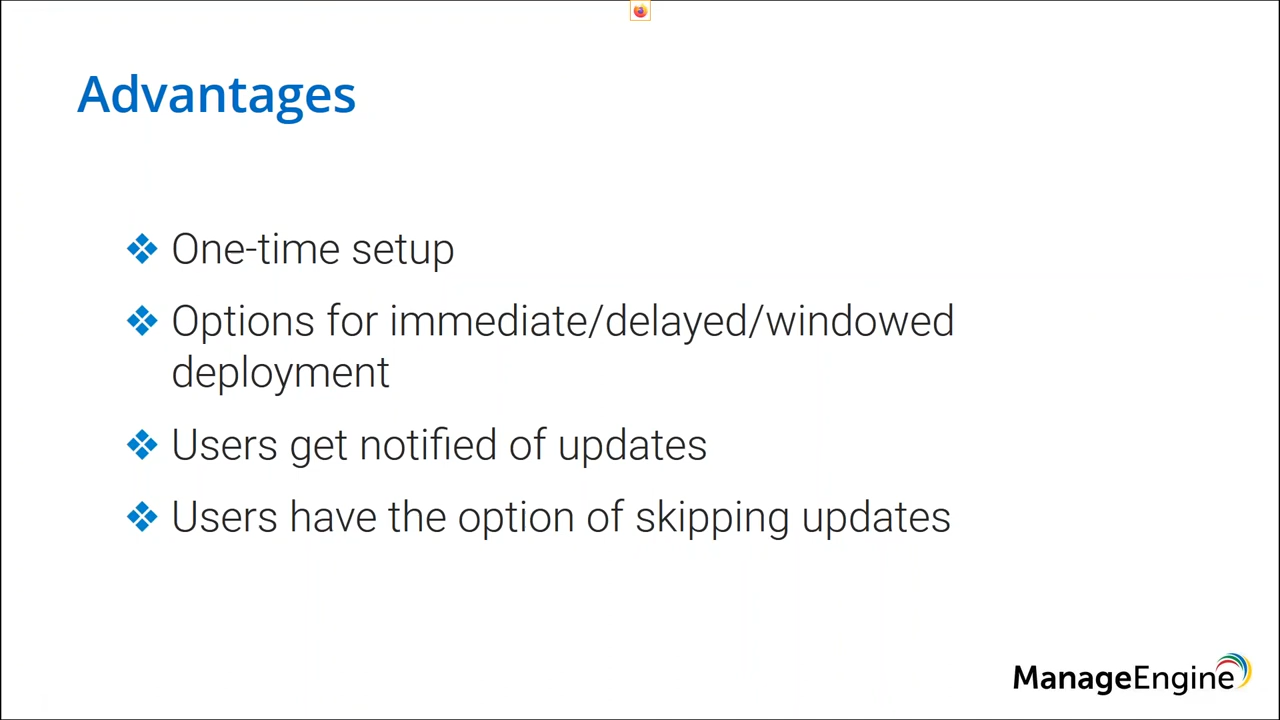 Advantages
One-time setup
Options for immediate/delayed/windowed
deployment
Users get notified of updates
Users have the option of skipping updates
ManageEngine